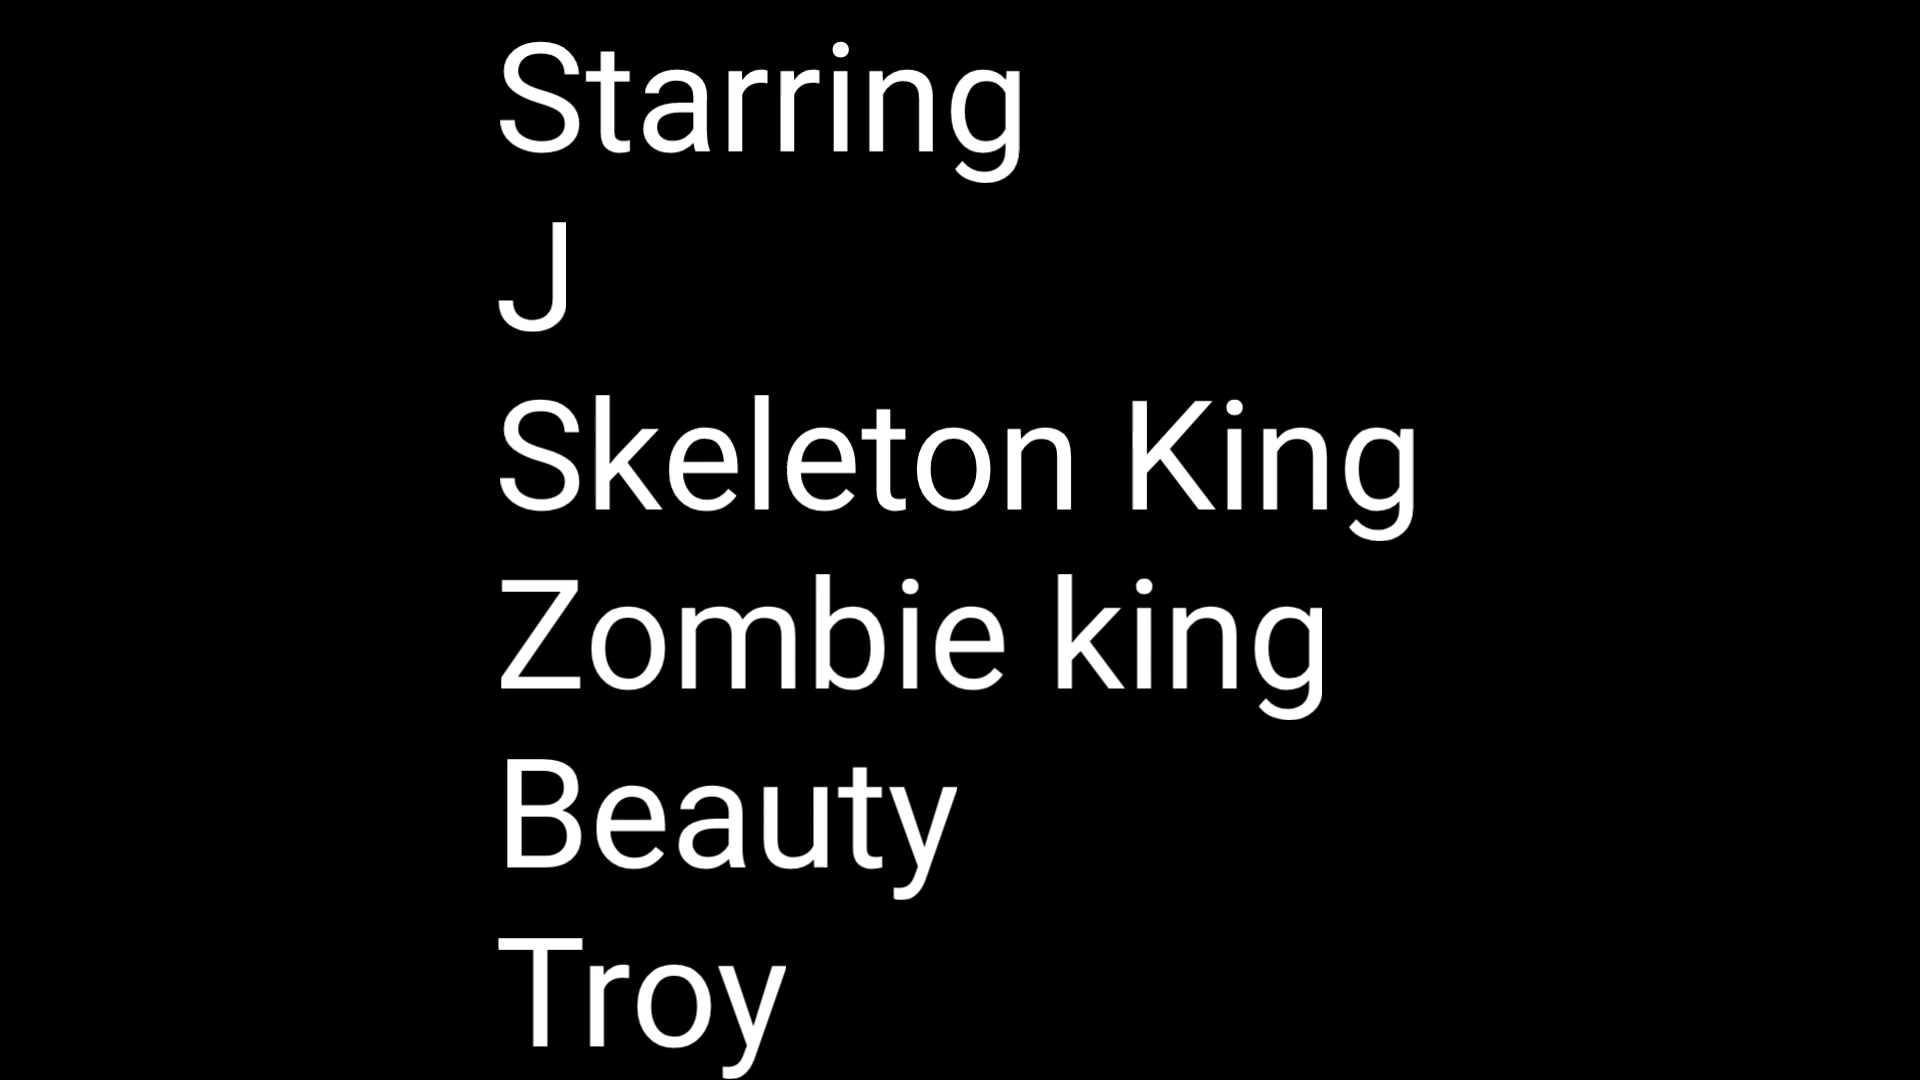 Starring
J
Skeleton King
Zombie king
Beauty
Troy